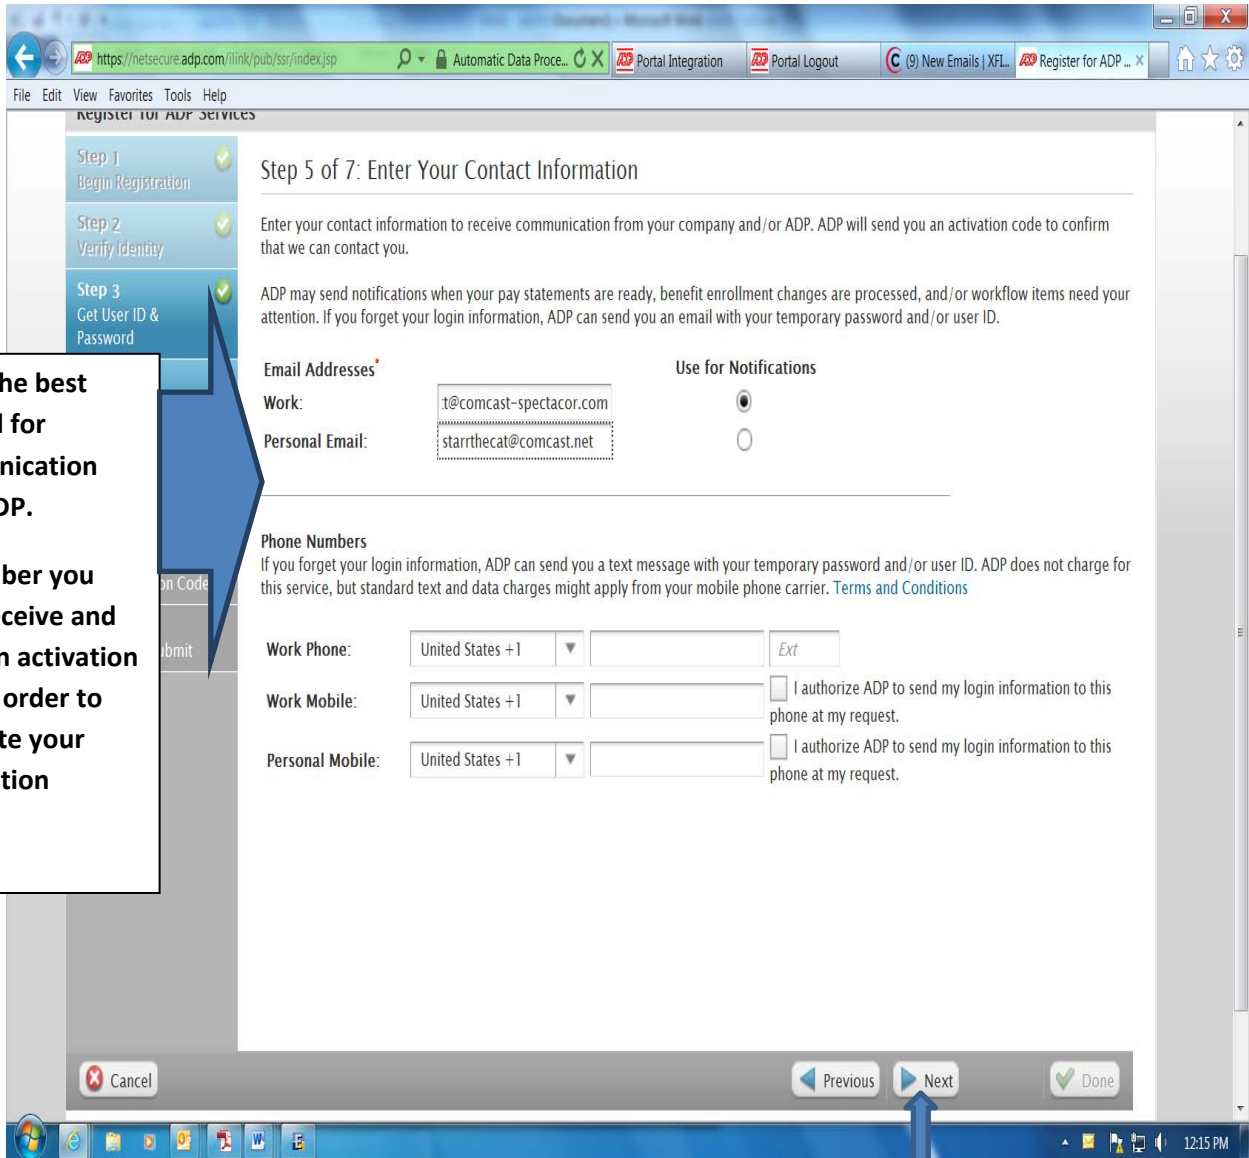 https://netsecure.adp.com/ilink/pub/ssr/index.jsp
Automatic Data Proce...
Portal Integration
Portal Logout
(9) New Emails | XFI...
Register for ADP ...
File Edit View Favorites Tools Help
Register for ADP Services
Step 1
Begin Registration
Step 2
Verify Identity
Step 3
Get User ID &
Password
Step 5 of 7: Enter Your Contact Information
Enter your contact information to receive communication from your company and/or ADP. ADP will send you an activation code to confirm
that we can contact you.
ADP may send notifications when your pay statements are ready, benefit enrollment changes are processed, and/or workflow items need your
attention. If you forget your login information, ADP can send you an email with your temporary password and/or user ID.
Email Addresses*
Use for Notifications
Work: t@comcast-spectacor.com
Personal Email: starrthecat@comcast.net
he best
for
nication
DP.
ber you
ceive and
n activation
order to
te your
tion
on Code
bmit
Phone Numbers
If you forget your login information, ADP can send you a text message with your temporary password and/or user ID. ADP does not charge for
this service, but standard text and data charges might apply from your mobile phone carrier. Terms and Conditions
Work Phone: United States +1 Ext
Work Mobile: United States +1 I authorize ADP to send my login information to this
phone at my request.
Personal Mobile: United States +1 I authorize ADP to send my login information to this
phone at my request.
Cancel
Previous
Next
Done
12:15 PM